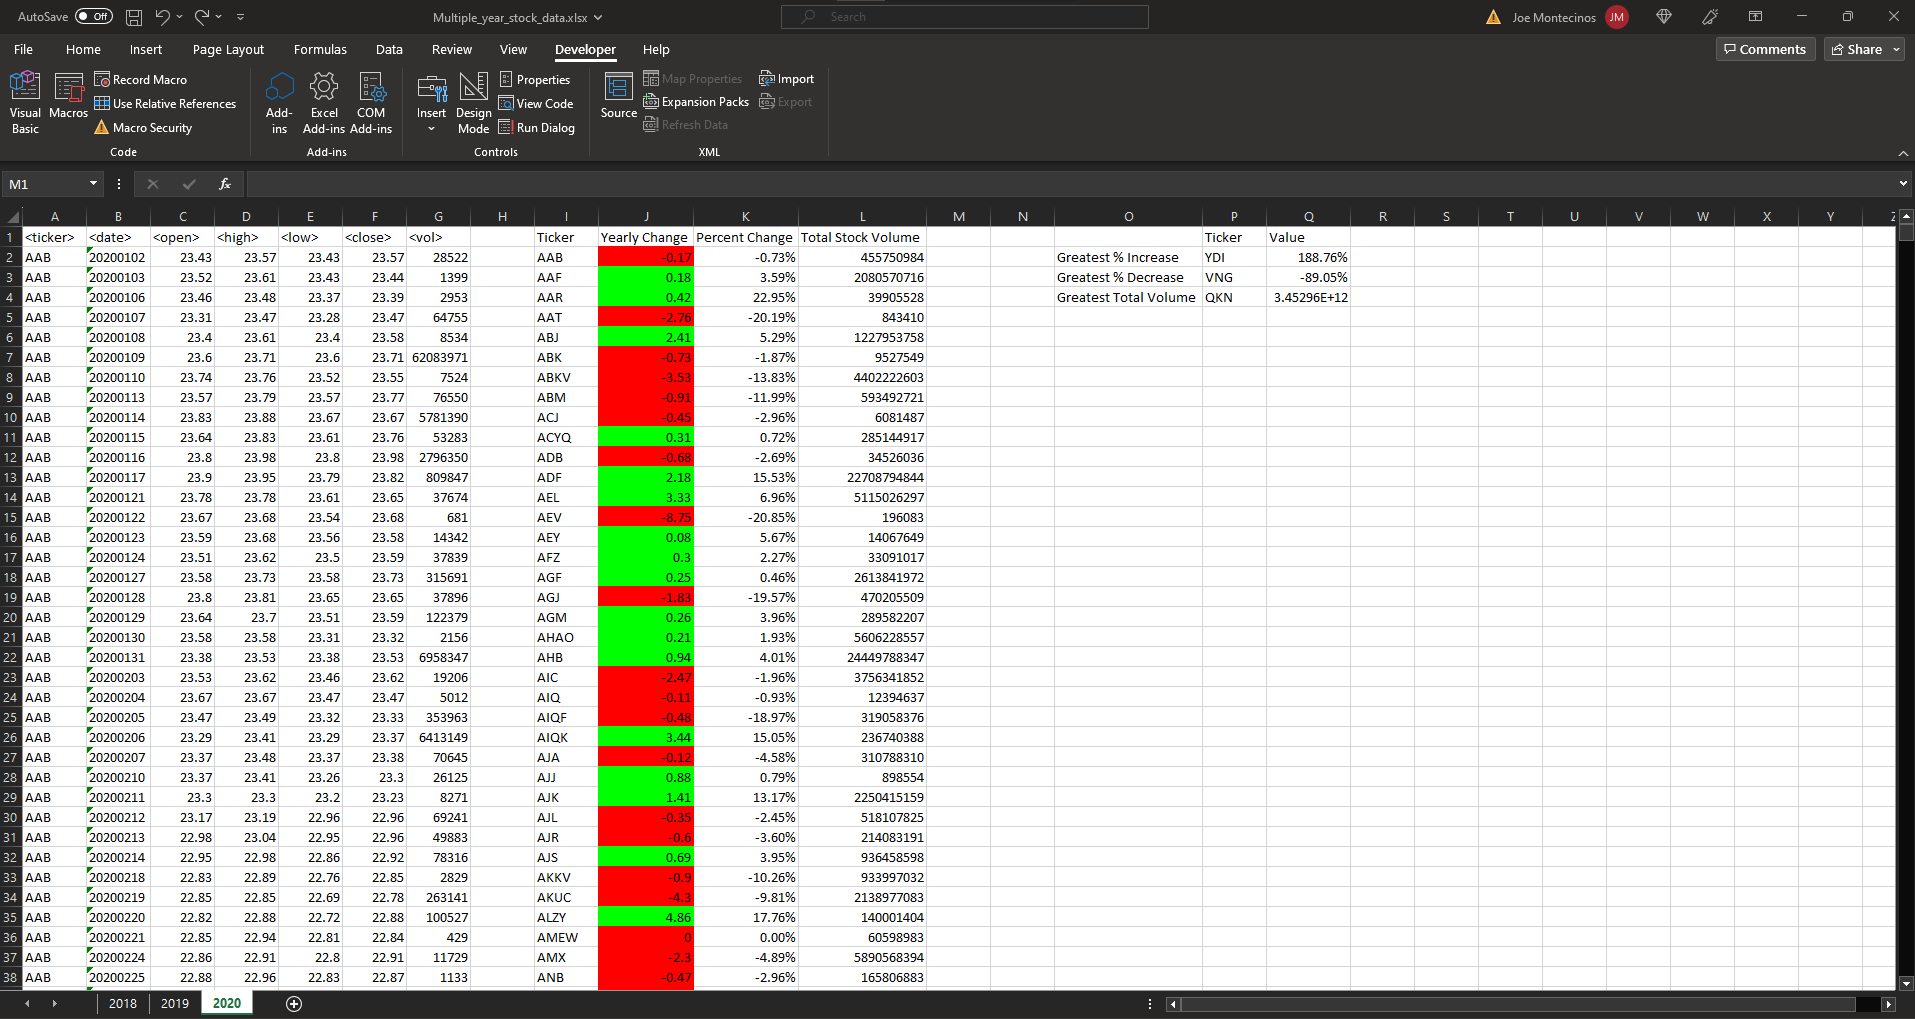 AutoSave Off Multiple_year_stock_data.xlsx Search Joe Montecinos JM
File Home Insert Page Layout Formulas Data Review View Developer Help Comments Share
Visual Basic
Macros
Record Macro
Use Relative References
Macro Security
Code
Add-ins
Excel Add-ins
COM Add-ins
Add-ins
Insert
Design Mode
Properties
View Code
Run Dialog
Controls
Source
Map Properties
Expansion Packs
Refresh Data
Import
Export
XML
M1 fx
A B C D E F G H I J K L M N O P Q R S T U V W X Y Z
1 <ticker> <date> <open> <high> <low> <close> <vol> Ticker Yearly Change Percent Change Total Stock Volume Ticker Value
2 AAB 20200102 23.43 23.57 23.43 23.57 28522 AAB -0.17 -0.73% 455750984 Greatest % Increase YDI 188.76%
3 AAB 20200103 23.52 23.61 23.43 23.44 1399 AAF 0.18 3.59% 2080570716 Greatest % Decrease VNG -89.05%
4 AAB 20200106 23.46 23.48 23.37 23.39 2953 AAR 0.42 22.95% 39905528 Greatest Total Volume QKN 3.45296E+12
5 AAB 20200107 23.31 23.47 23.28 23.47 64755 AAT -2.76 -20.19% 843410
6 AAB 20200108 23.4 23.61 23.4 23.58 8534 ABJ 2.41 5.29% 1227953758
7 AAB 20200109 23.6 23.71 23.6 23.71 62083971 ABK -0.73 -1.87% 9527549
8 AAB 20200110 23.74 23.76 23.52 23.55 7524 ABKV -3.53 -13.83% 4402222603
9 AAB 20200113 23.57 23.79 23.57 23.77 76550 ABM -0.91 -11.99% 593492721
10 AAB 20200114 23.83 23.88 23.67 23.67 5781390 ACJ -0.45 -2.96% 6081487
11 AAB 20200115 23.64 23.83 23.61 23.76 53283 ACYQ 0.31 0.72% 285144917
12 AAB 20200116 23.8 23.98 23.8 23.98 2796350 ADB -0.68 -2.69% 34526036
13 AAB 20200117 23.9 23.95 23.79 23.82 809847 ADF 2.18 15.53% 22708794844
14 AAB 20200121 23.78 23.78 23.61 23.65 37674 AEL 3.33 6.96% 5115026297
15 AAB 20200122 23.67 23.68 23.54 23.68 681 AEV -8.75 -20.85% 196083
16 AAB 20200123 23.59 23.68 23.56 23.58 14342 AEY 0.08 5.67% 14067649
17 AAB 20200124 23.51 23.62 23.5 23.59 37839 AFZ 0.3 2.27% 33091017
18 AAB 20200127 23.58 23.73 23.58 23.73 315691 AGF 0.25 0.46% 2613841972
19 AAB 20200128 23.8 23.81 23.65 23.65 37896 AGJ -1.83 -19.57% 470205509
20 AAB 20200129 23.64 23.7 23.51 23.59 122379 AGM 0.26 3.96% 289582207
21 AAB 20200130 23.58 23.58 23.31 23.32 2156 AHAO 0.21 1.93% 5606228557
22 AAB 20200131 23.38 23.53 23.38 23.53 6958347 AHB 0.94 4.01% 24449788347
23 AAB 20200203 23.53 23.62 23.46 23.62 19206 AIC -2.47 -1.96% 3756341852
24 AAB 20200204 23.67 23.67 23.47 23.47 5012 AIQ -0.11 -0.93% 12394637
25 AAB 20200205 23.47 23.49 23.32 23.33 353963 AIQF -0.48 -18.97% 319058376
26 AAB 20200206 23.29 23.41 23.29 23.37 6413149 AIQK 3.44 15.05% 236740388
27 AAB 20200207 23.37 23.48 23.37 23.38 70645 AJA -0.12 -4.58% 310788310
28 AAB 20200210 23.37 23.41 23.26 23.3 26125 AJJ 0.88 0.79% 898554
29 AAB 20200211 23.3 23.3 23.2 23.23 8271 AJK 1.41 13.17% 2250415159
30 AAB 20200212 23.17 23.19 22.96 22.96 69241 AJL -0.35 -2.45% 518107825
31 AAB 20200213 22.98 23.04 22.95 22.96 49883 AJR -0.6 -3.60% 214083191
32 AAB 20200214 22.95 22.98 22.86 22.92 78316 AJS 0.69 3.95% 936458598
33 AAB 20200218 22.83 22.89 22.76 22.85 2829 AKKV -0.9 -10.26% 933997032
34 AAB 20200219 22.85 22.85 22.69 22.78 263141 AKUC -4.3 -9.81% 2138977083
35 AAB 20200220 22.82 22.88 22.72 22.88 100527 ALZY 4.86 17.76% 140001404
36 AAB 20200221 22.85 22.94 22.81 22.84 429 AMEW 0 0.00% 60598983
37 AAB 20200224 22.86 22.91 22.8 22.91 11729 AMX -2.3 -4.89% 5890568394
38 AAB 20200225 22.88 22.96 22.83 22.87 1133 ANB -0.47 -2.96% 165806883
2018 2019 2020